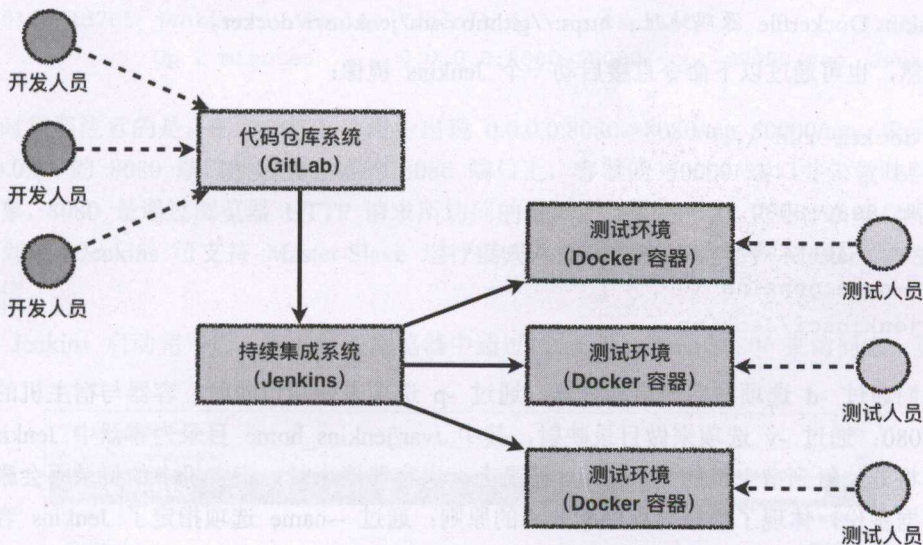 开发人员
开发人员
开发人员
代码仓库系统
(GitLab)
持续集成系统
(Jenkins)
测试环境
(Docker 容器)
测试环境
(Docker 容器)
测试环境
(Docker 容器)
测试人员
测试人员
测试人员